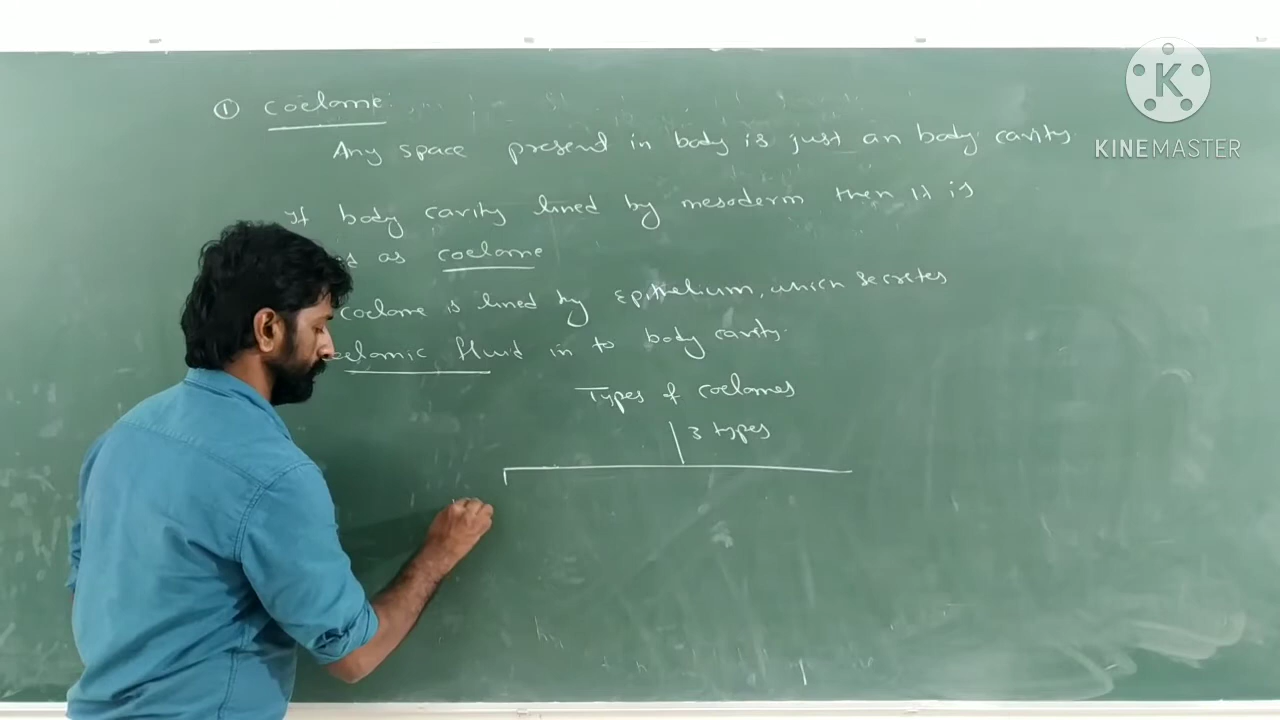 ① coelome
Any space present in body is just an body cavity
If body cavity lined by mesoderm then it is
as coelome
coelome is lined by epithelium, which secretes
coelomic fluid in to body cavity.
Types of coelomes
3 types
K
KINEMASTER